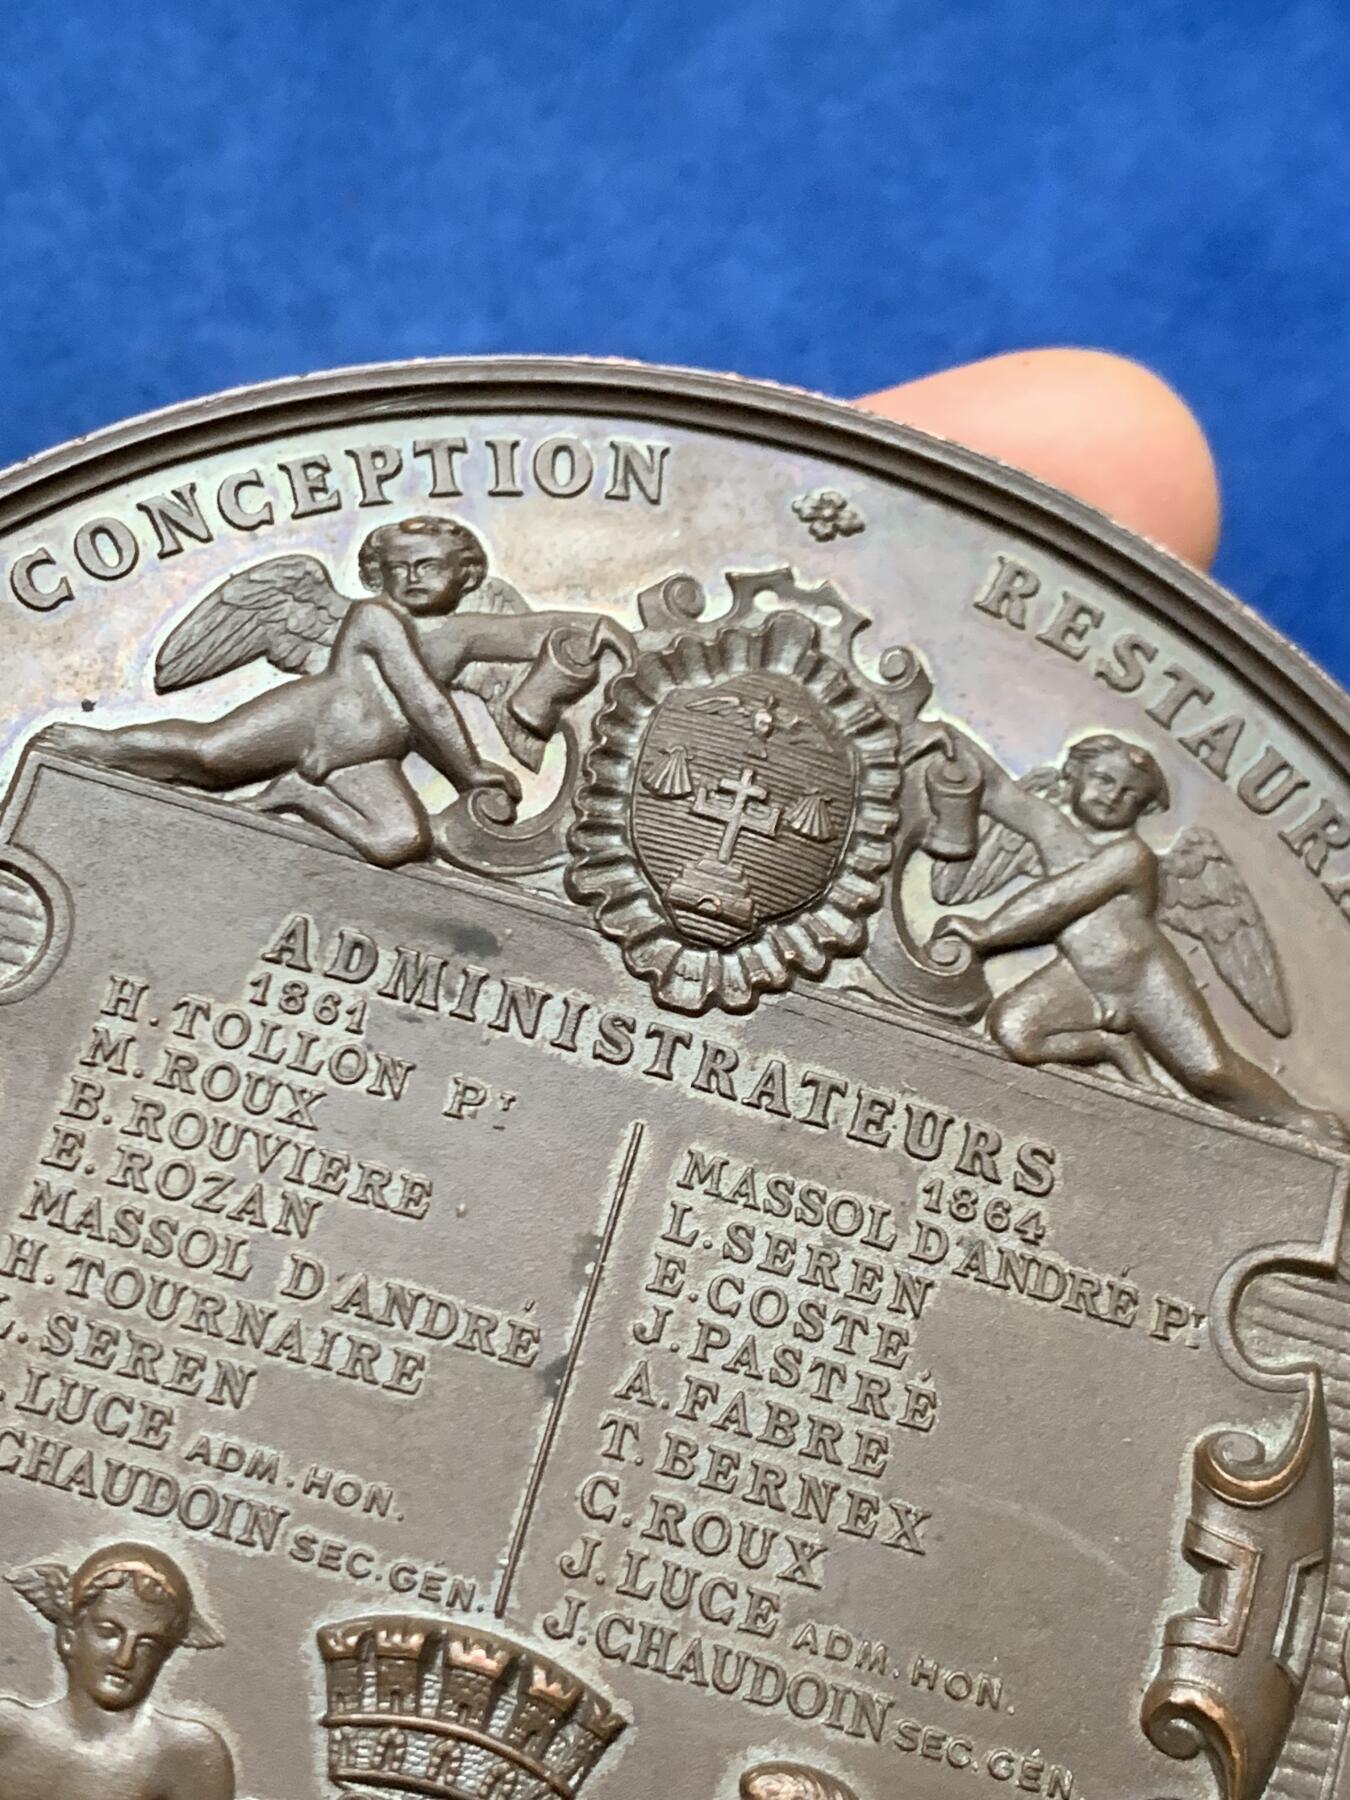 CONCEPTION
RESTAURA
ADMINISTRATEURS
1861
H. TOLLON PT
M. ROUX
B. ROUVIERE
E. ROZAN
MASSOL D'ANDRÉ
H. TOURNAIRE
L. SEREN
. LUCE ADM. HON.
CHAUDOIN SEC. GÉN.
1864
MASSOL D'ANDRÉ PT
L. SEREN
E. COSTE
J. PASTRÉ
A. FABRE
T. BERNEX
C. ROUX
J. LUCE ADM. HON.
J. CHAUDOIN SEC. GÉN.